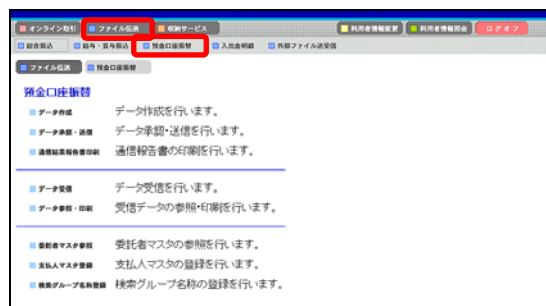 オンライン取引 ファイル伝送 収納サービス 利用者情報変更 利用者情報照会 ログオフ
総合振込 給与・賞与振込 預金口座振替 入出金明細 外部ファイル送受信
ファイル伝送 預金口座振替
預金口座振替
データ作成 データ作成を行います。
データ承認・送信 データ承認・送信を行います。
通信結果報告書印刷 通信報告書の印刷を行います。
データ受信 データ受信を行います。
データ参照・印刷 受信データの参照・印刷を行います。
委託者マスタ参照 委託者マスタの参照を行います。
支払人マスタ登録 支払人マスタの登録を行います。
検索グループ名称登録 検索グループ名称の登録を行います。